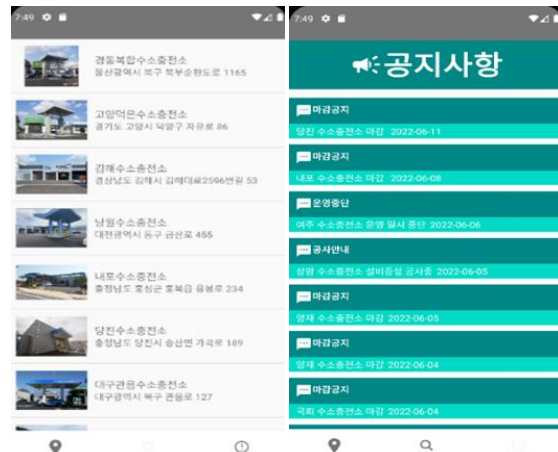 7:49
경동복합수소충전소
울산광역시 북구 북부순환도로 1165
고양덕은수소충전소
경기도 고양시 덕양구 자유로 86
김해수소충전소
경상남도 김해시 김해대로2596번길 53
낭월수소충전소
대전광역시 동구 금산로 455
내포수소충전소
충청남도 홍성군 홍북읍 용봉로 234
당진수소충전소
충청남도 당진시 송산면 가곡로 189
대구관음수소충전소
대구광역시 북구 관음로 127
7:49
공지사항
마감공지
당진 수소충전소 마감 2022-06-11
마감공지
내포 수소충전소 마감 2022-06-08
운영중단
여주 수소충전소 운영 일시 중단 2022-06-06
공사안내
상암 수소충전소 설비증설 공사중 2022-06-05
마감공지
양재 수소충전소 마감 2022-06-05
마감공지
양재 수소충전소 마감 2022-06-04
마감공지
국회 수소충전소 마감 2022-06-04